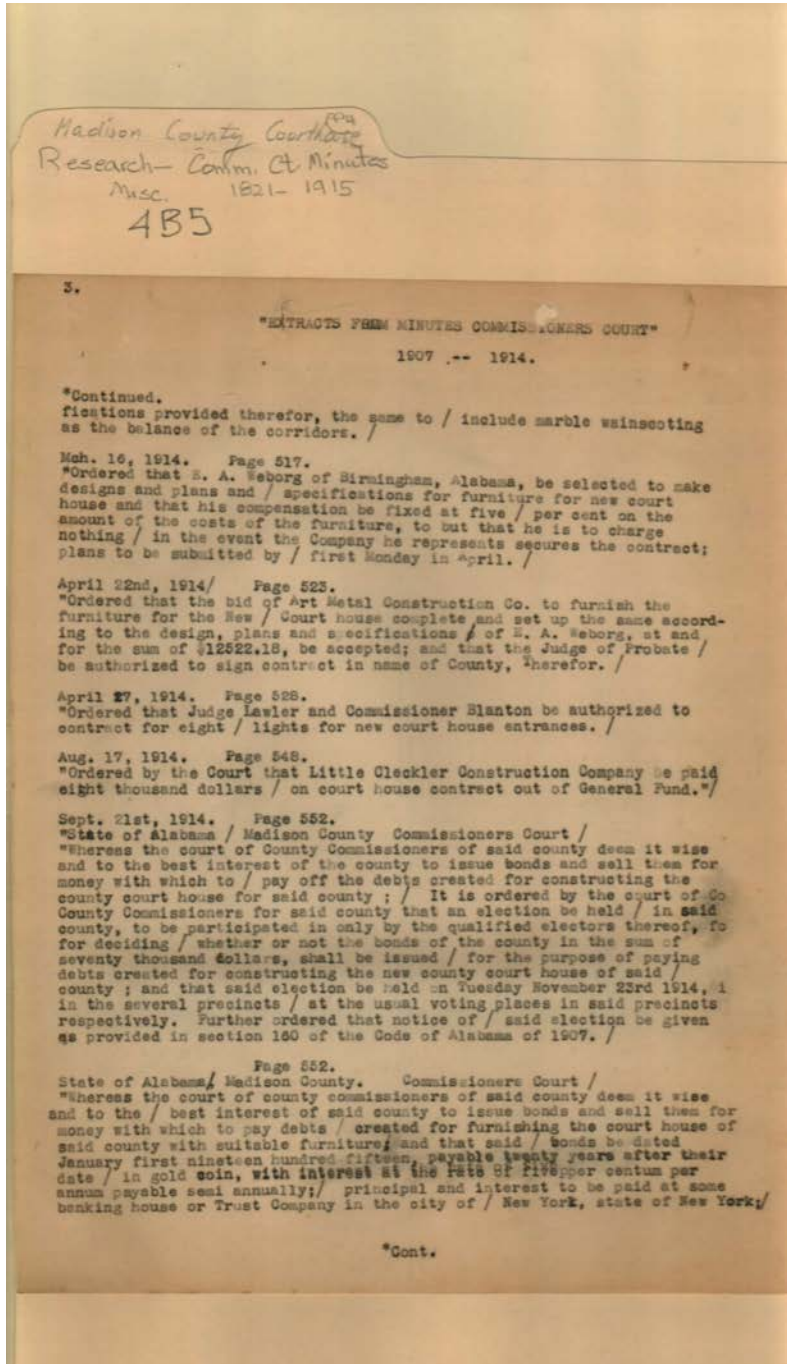 Madison County Courthouse
Research- Comm. Ct Minutes
Misc. 1821- 1915
4B5
3.
"EXTRACTS FROM MINUTES COMMISSIONERS COURT"
1907 -- 1914.
*Continued.
fications provided therefor, the same to / include marble wainscoting
as the balance of the corridors. /
Mch. 16, 1914. Page 517.
"Ordered that E. A. Weborg of Birmingham, Alabama, be selected to make
designs and plans and / specifications for furniture for new court
house and that his compensation be fixed at five / per cent on the
amount of the costs of the furniture, to but that he is to charge
nothing / in the event the Company he represents secures the contract;
plans to be submitted by / first Monday in April. /
April 22nd, 1914/ Page 523.
"Ordered that the bid of Art Metal Construction Co. to furnish the
furniture for the New / Court house complete and set up the same accord-
ing to the design, plans and specifications / of E. A. Weborg, at and
for the sum of $12522.18, be accepted; and that the Judge of Probate /
be authorized to sign contract in name of County, Therefor. /
April 27, 1914. Page 528.
"Ordered that Judge Lawler and Commissioner Blanton be authorized to
contract for eight / lights for new court house entrances. /
Aug. 17, 1914. Page 548.
"Ordered by the Court that Little Cleckler Construction Company be paid
eight thousand dollars / on court house contract out of General Fund."/
Sept. 21st, 1914. Page 552.
"State of Alabama / Madison County Commissioners Court /
"Whereas the court of County Commissioners of said county deem it wise
and to the best interest of the county to issue bonds and sell them for
money with which to / pay off the debts created for constructing the
county court house for said county ; / It is ordered by the court of Co
County Commissioners for said county that an election be held / in said
county, to be participated in only by the qualified electors thereof, fo
for deciding / whether or not the bonds of the county in the sum of
seventy thousand dollars, shall be issued / for the purpose of paying
debts created for constructing the new county court house of said /
county ; and that said election be held on Tuesday November 23rd 1914, i
in the several precincts / at the usual voting places in said precincts
respectively. Further ordered that notice of / said election be given
as provided in section 160 of the Code of Alabama of 1907. /
Page 552.
State of Alabama/ Madison County. Commissioners Court /
"Whereas the court of county commissioners of said county deem it wise
and to the / best interest of said county to issue bonds and sell them for
money with which to pay debts / created for furnishing the court house of
said county with suitable furniture; and that said / bonds be dated
January first nineteen hundred fifteen, payable twenty years after their
date / in gold coin, with interest at the rate of fivepper centum per
annum payable semi annually;/ principal and interest to be paid at some
banking house or Trust Company in the city of / New York, state of New York;/
*Cont.